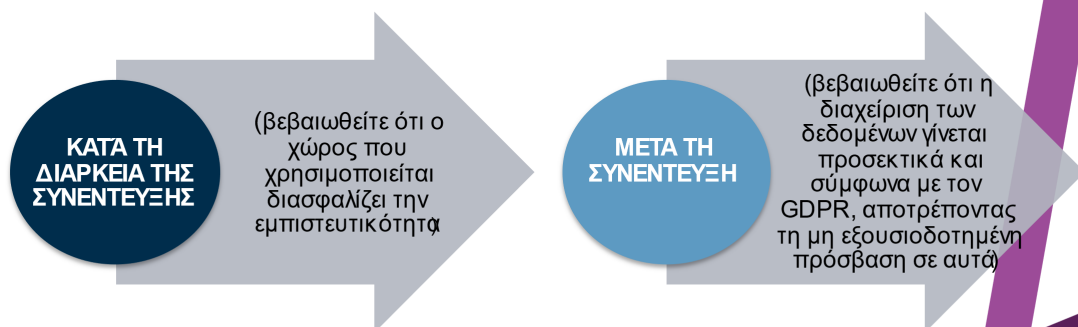 ΚΑΤΆ ΤΗ
ΔΙΑΡΚΕΙΑ ΤΗΣ
ΣΥΝΕΝΤΕΥΞΗΣ
(βεβαιωθείτε ότι ο
χώρος που
χρησιμοποιείται
διασφαλίζει την
εμπιστευτικότητα)
ΜΕΤΑ ΤΗ
ΣΥΝΕΝΤΕΥΞΗ
(βεβαιωθείτε ότι η
διαχείριση των
δεδομένων γίνεται
προσεκτικά και
σύμφωνα με τον
GDPR, αποτρέποντας
τη μη εξουσιοδοτημένη
πρόσβαση σε αυτά)